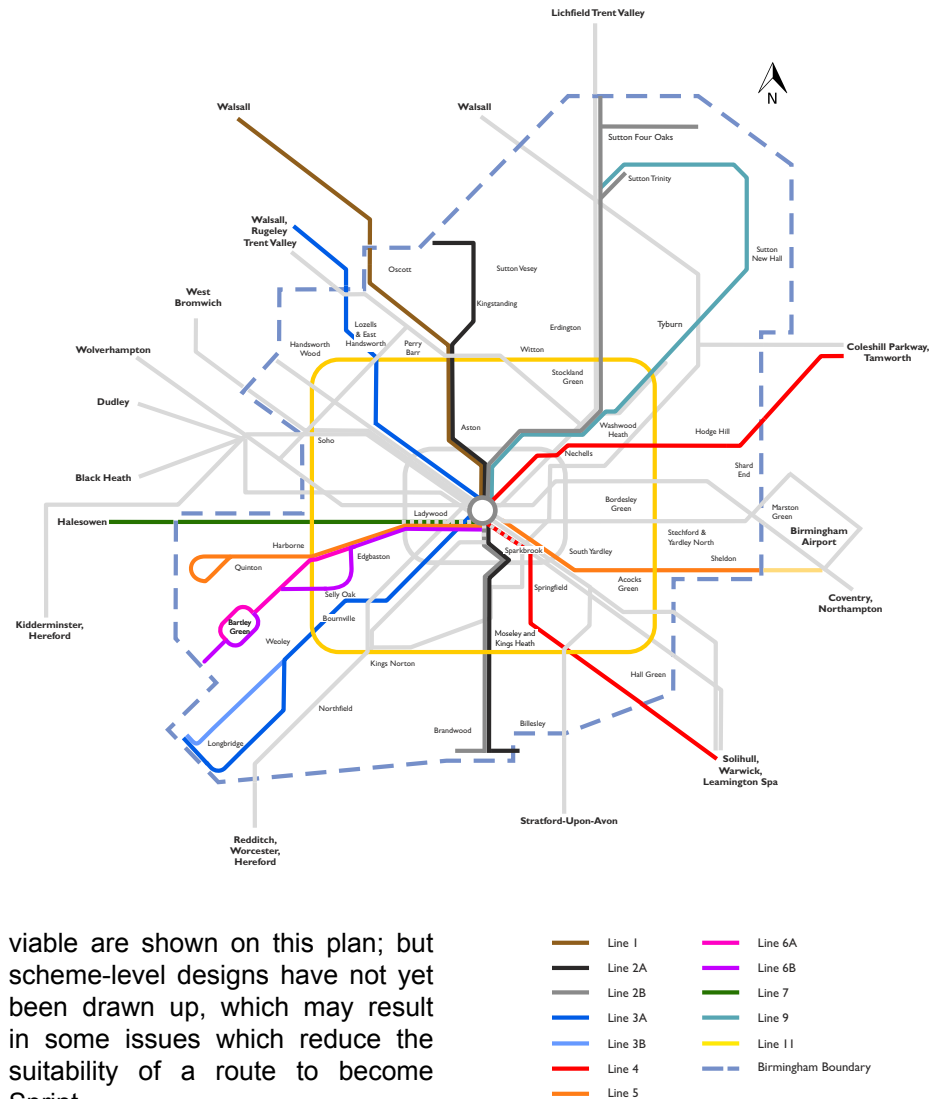 Lichfield Trent Valley
N
Walsall
Walsall
Sutton Four Oaks
Sutton Trinity
Walsall,
Rugeley
Trent Valley
Oscott
Sutton Vesey
Sutton
New Hall
Kingstanding
West
Bromwich
Wolverhampton
Lozells
& East
Handsworth
Handsworth
Wood
Perry
Barr
Erdington
Witton
Tyburn
Stockland
Green
Coleshill Parkway,
Tamworth
Dudley
Soho
Aston
Washwood
Heath
Hodge Hill
Nechells
Black Heath
Shard
End
Halesowen
Ladywood
Bordesley
Green
Marston
Green
Birmingham
Airport
Stechford &
Yardley North
Harborne
Quinton
Edgbaston
Sparkbrook
South Yardley
Sheldon
Springfield
Acocks
Green
Selly Oak
Bournville
Coventry,
Northampton
Kidderminster,
Hereford
Bartley
Green
Weoley
Moseley and
Kings Heath
Kings Norton
Hall Green
Northfield
Longbridge
Brandwood
Billesley
Solihull,
Warwick,
Leamington Spa
Stratford-Upon-Avon
Redditch,
Worcester,
Hereford
viable are shown on this plan; but
scheme-level designs have not yet
been drawn up, which may result
in some issues which reduce the
suitability of a route to become
Sprint
Line 1
Line 2A
Line 2B
Line 3A
Line 3B
Line 4
Line 5
Line 6A
Line 6B
Line 7
Line 9
Line 11
Birmingham Boundary